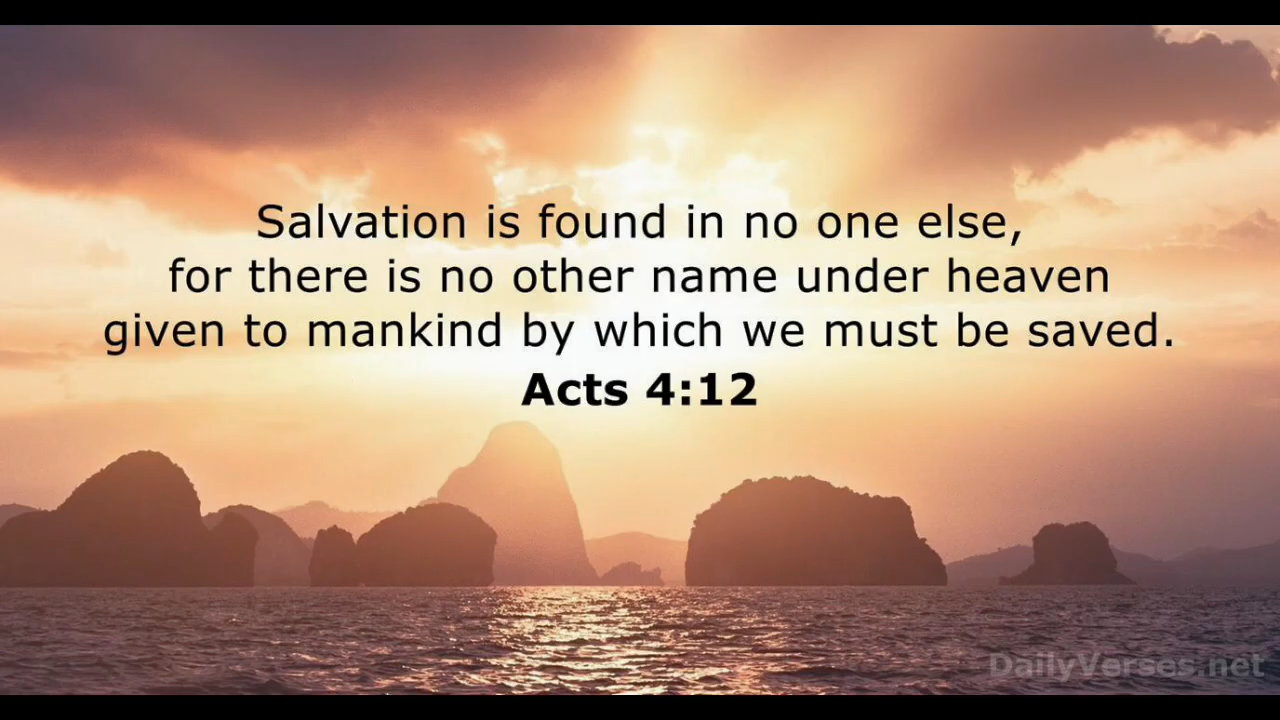 Salvation is found in no one else,
for there is no other name under heaven
given to mankind by which we must be saved.
Acts 4:12
DailyVerses.net